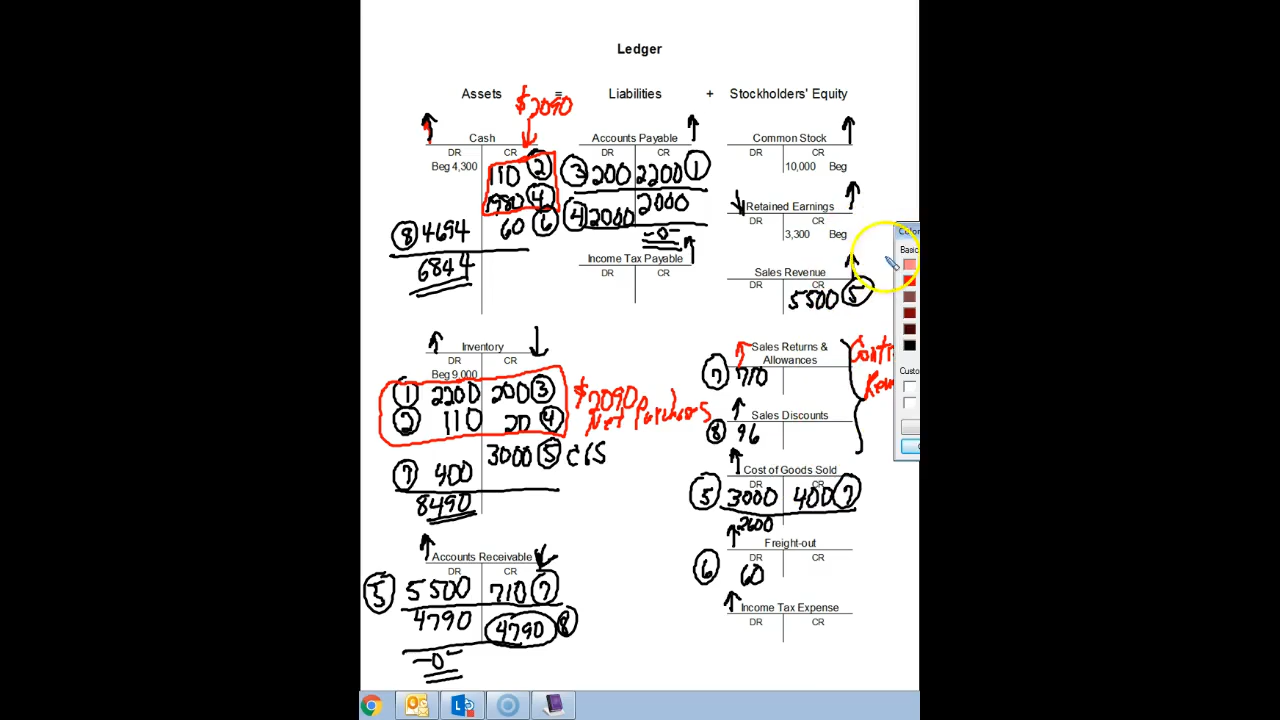 Ledger
Assets = Liabilities + Stockholders' Equity
$2090
Cash
DR CR
Beg 4,300
110 2
1980 4
8 4694 60 6
6844
Accounts Payable
DR CR
3 200 2200 1
4 2000 2000
-0-
Income Tax Payable
DR CR
Common Stock
DR CR
10,000 Beg
Retained Earnings
DR CR
3,300 Beg
Sales Revenue
DR CR
5500 5
Inventory
DR CR
Beg 9,000
1 2200 200 3
2 110 20 4
3000 5 CGS
7 400
8490
$2090
Net Purchases
Sales Returns &
Allowances
7 710
Sales Discounts
8 96
Cost of Goods Sold
DR CR
5 3000 400 7
2600
Freight-out
DR CR
6 60
Income Tax Expense
DR CR
Accounts Receivable
DR CR
5 5500 710 7
4790 4790 8
-0-
Basic
Custo